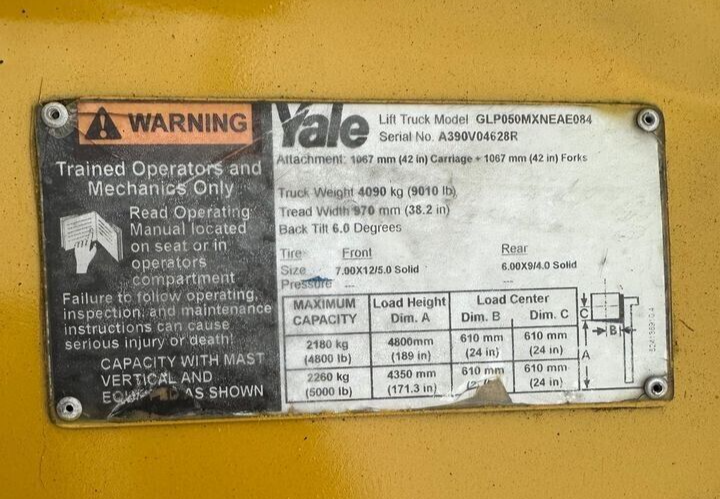 WARNING
Trained Operators and
Mechanics Only
Read Operating
Manual located
on seat or in
operators
compartment
Failure to follow operating,
inspection, and maintenance
instructions can cause
serious injury or death!
CAPACITY WITH MAST
VERTICAL AND
AS SHOWN
Yale
Lift Truck Model GLP050MXNEAE084
Serial No. A390V04628R
Attachment: 1067 mm (42 in) Carriage + 1067 mm (42 in) Forks
Truck Weight 4090 kg (9010 lb)
Tread Width 970 mm (38.2 in)
Back Tilt 6.0 Degrees
Tire Front Rear
Size 7.00X12/5.0 Solid 6.00X9/4.0 Solid
Pressure --- ---
MAXIMUM CAPACITY Load Height Dim. A Load Center Dim. B Dim. C
2180 kg 4800mm 610 mm 610 mm
(4800 lb) (189 in) (24 in) (24 in)
2260 kg 4350 mm 610 mm 610 mm
(5000 lb) (171.3 in) (24 in)
C
B
A